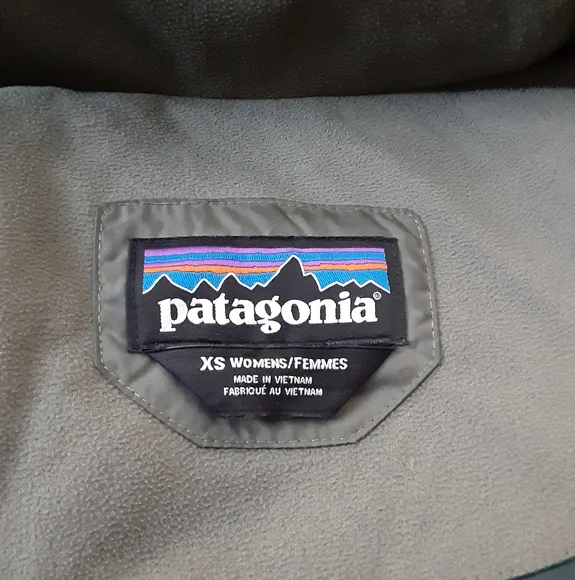 patagonia®
XS WOMENS/FEMMES
MADE IN VIETNAM
FABRIQUÉ AU VIETNAM